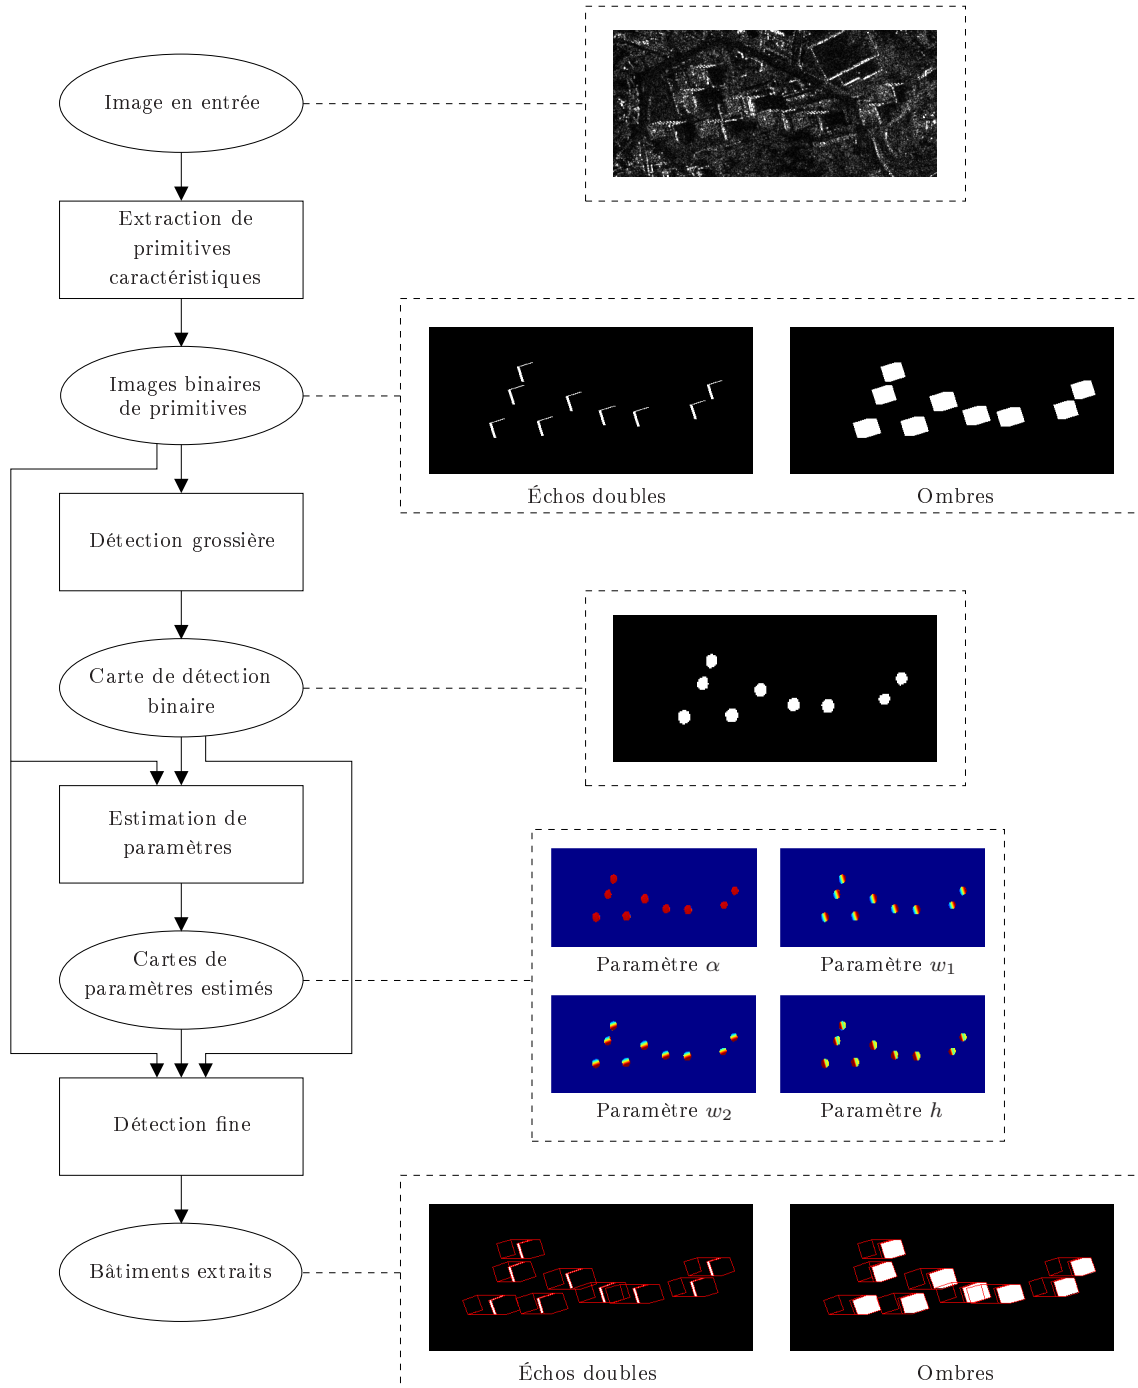 Image en entrée
Extraction de
primitives
caractéristiques
Images binaires
de primitives
Échos doubles
Ombres
Détection grossière
Carte de détection
binaire
Estimation de
paramètres
Cartes de
paramètres estimés
Paramètre α
Paramètre w₁
Paramètre w₂
Paramètre h
Détection fine
Bâtiments extraits
Échos doubles
Ombres